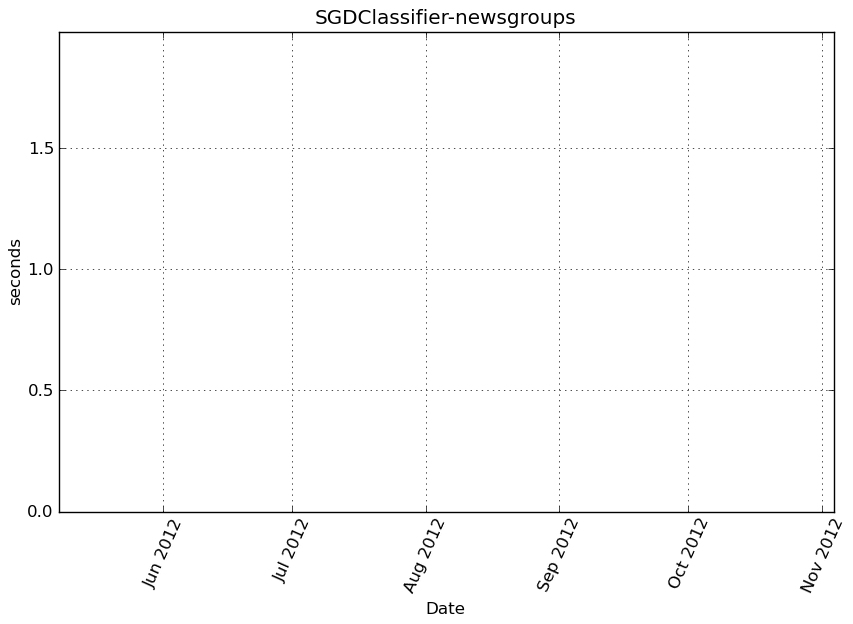 SGDClassifier-newsgroups
1.5
1.0
0.5
0.0
seconds
Jun 2012
Jul 2012
Aug 2012
Sep 2012
Oct 2012
Nov 2012
Date